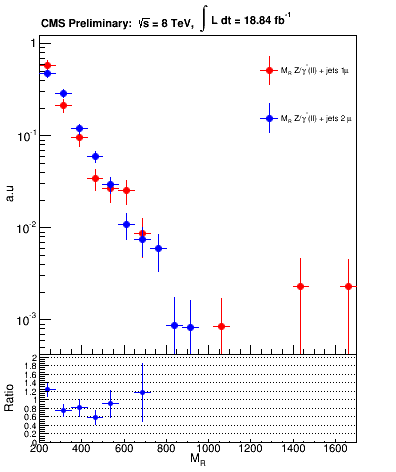 CMS Preliminary: √s = 8 TeV, ∫ L dt = 18.84 fb⁻¹
1
M_R Z/γ*(ll) + jets 1μ
M_R Z/γ*(ll) + jets 2 μ
10⁻¹
a.u
10⁻²
10⁻³
2
1.8
1.6
1.4
1.2
1
0.8
0.6
0.4
0.2
0
Ratio
200 400 600 800 1000 1200 1400 1600
M_R